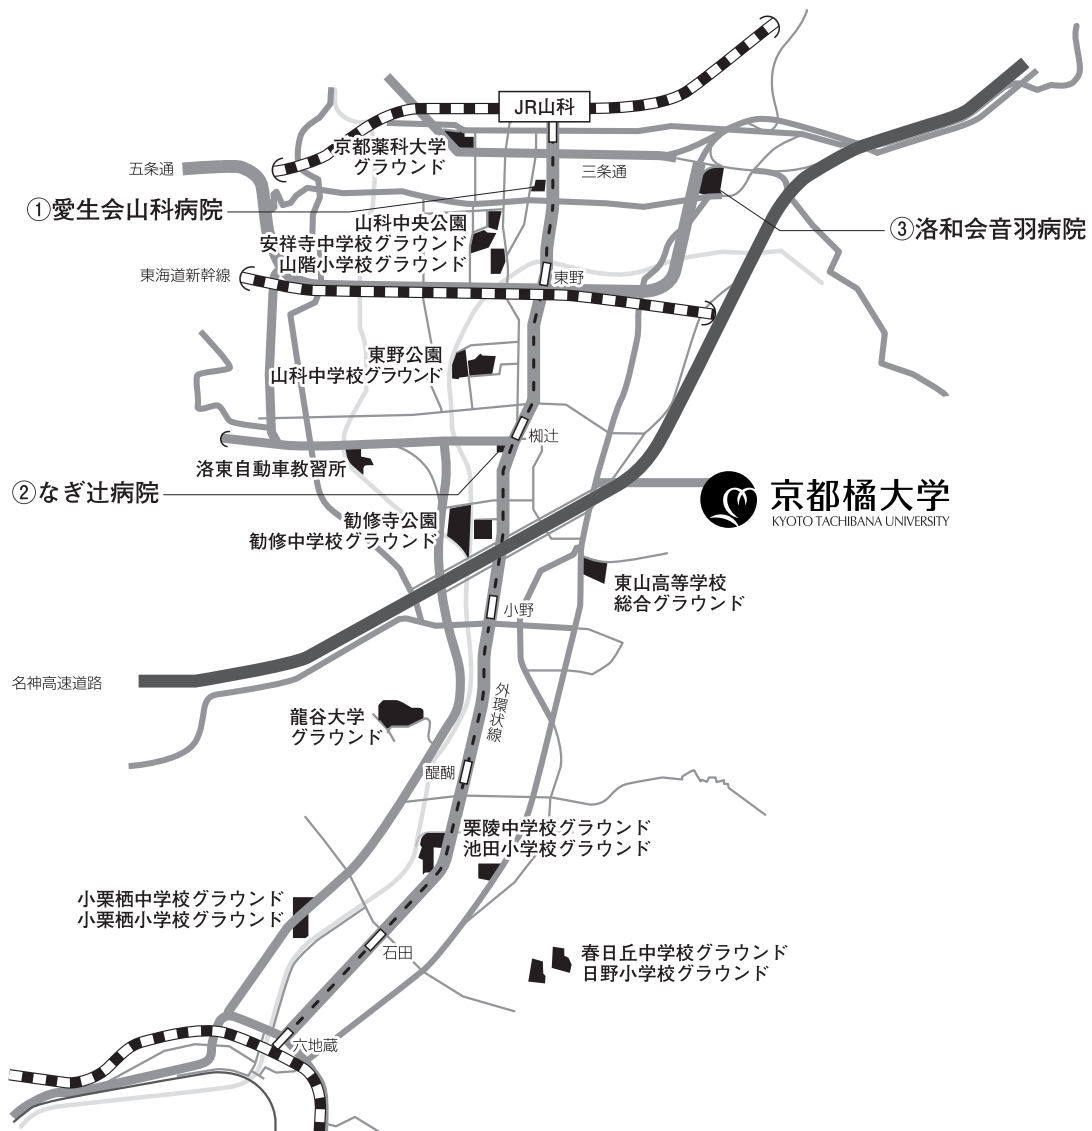 JR山科
京都薬科大学
グラウンド
五条通
三条通
①愛生会山科病院
山科中央公園
安祥寺中学校グラウンド
山階小学校グラウンド
③洛和会音羽病院
東海道新幹線
東野
東野公園
山科中学校グラウンド
椥辻
洛東自動車教習所
②なぎ辻病院
京都橘大学
KYOTO TACHIBANA UNIVERSITY
勧修寺公園
勧修中学校グラウンド
東山高等学校
総合グラウンド
小野
名神高速道路
外環状線
龍谷大学
グラウンド
醍醐
栗陵中学校グラウンド
池田小学校グラウンド
小栗栖中学校グラウンド
小栗栖小学校グラウンド
石田
春日丘中学校グラウンド
日野小学校グラウンド
六地蔵